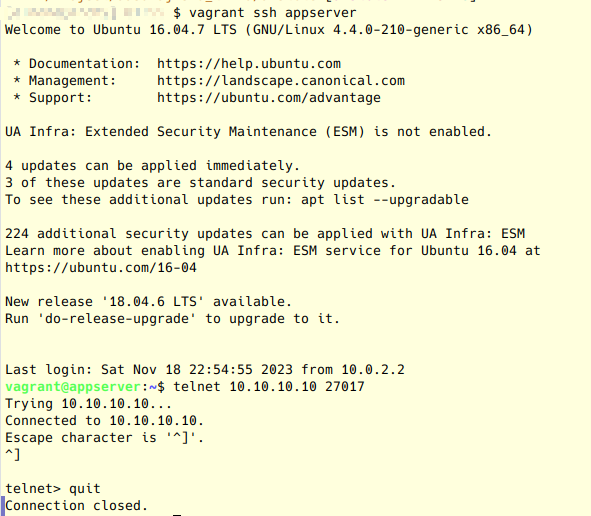 $ vagrant ssh appserver
Welcome to Ubuntu 16.04.7 LTS (GNU/Linux 4.4.0-210-generic x86_64)
* Documentation:  https://help.ubuntu.com
* Management:     https://landscape.canonical.com
* Support:        https://ubuntu.com/advantage
UA Infra: Extended Security Maintenance (ESM) is not enabled.
4 updates can be applied immediately.
3 of these updates are standard security updates.
To see these additional updates run: apt list --upgradable
224 additional security updates can be applied with UA Infra: ESM
Learn more about enabling UA Infra: ESM service for Ubuntu 16.04 at
https://ubuntu.com/16-04
New release '18.04.6 LTS' available.
Run 'do-release-upgrade' to upgrade to it.
Last login: Sat Nov 18 22:54:55 2023 from 10.0.2.2
vagrant@appserver:~$ telnet 10.10.10.10 27017
Trying 10.10.10.10...
Connected to 10.10.10.10.
Escape character is '^]'.
^]
telnet> quit
Connection closed.